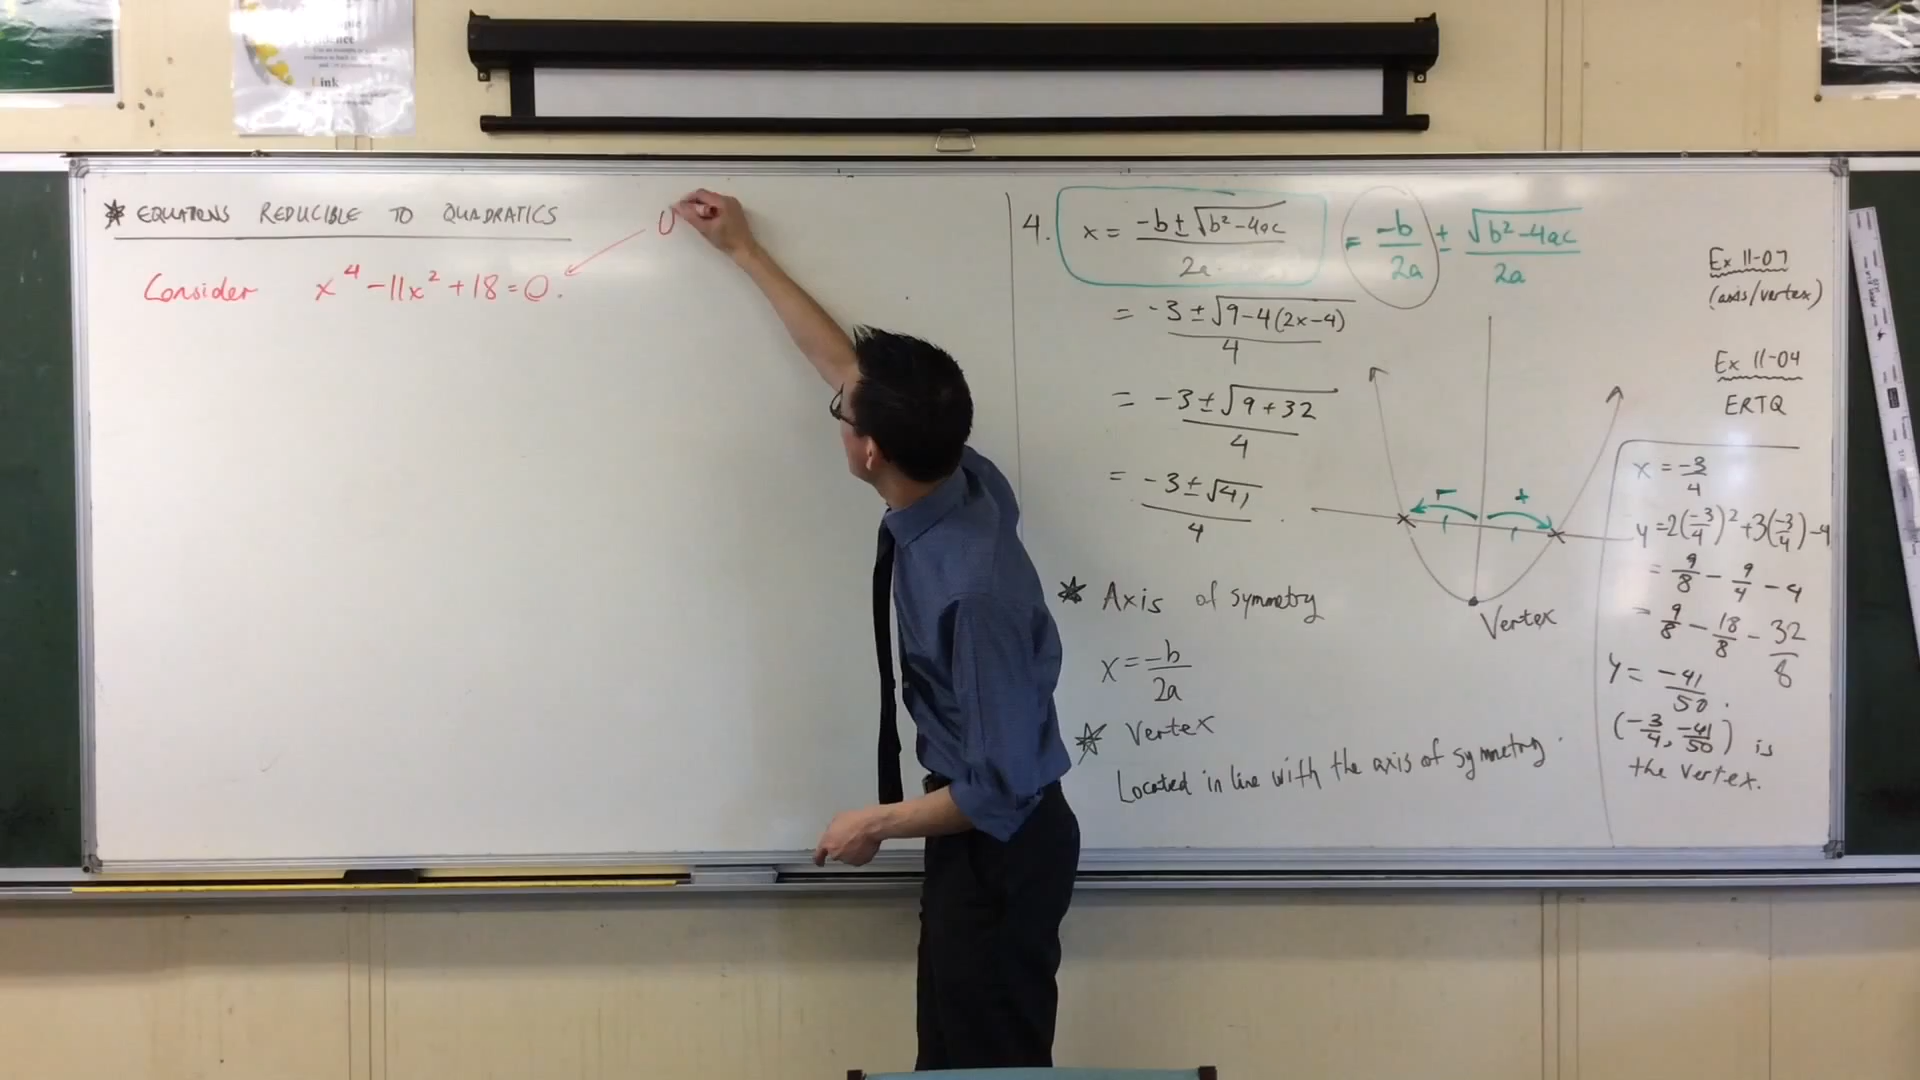 Link
* EQUATIONS REDUCIBLE TO QUADRATICS
Consider x⁴ - 11x² + 18 = 0.
4. x = (-b ± √(b² - 4ac))/2a = -b/2a ± √(b² - 4ac)/2a
= (-3 ± √(9 - 4(2x-4)))/4
= (-3 ± √(9 + 32))/4
= (-3 ± √41)/4.
* Axis of symmetry
x = -b/2a
* Vertex
Located in line with the axis of symmetry.
- +
Vertex
Ex 11-07
(axis/vertex)
Ex 11-04
ERTQ
x = -3/4
y = 2(-3/4)² + 3(-3/4) - 4
= 9/8 - 9/4 - 4
= 9/8 - 18/8 - 32/8
y = -41/50.
(-3/4, -41/50) is
the vertex.